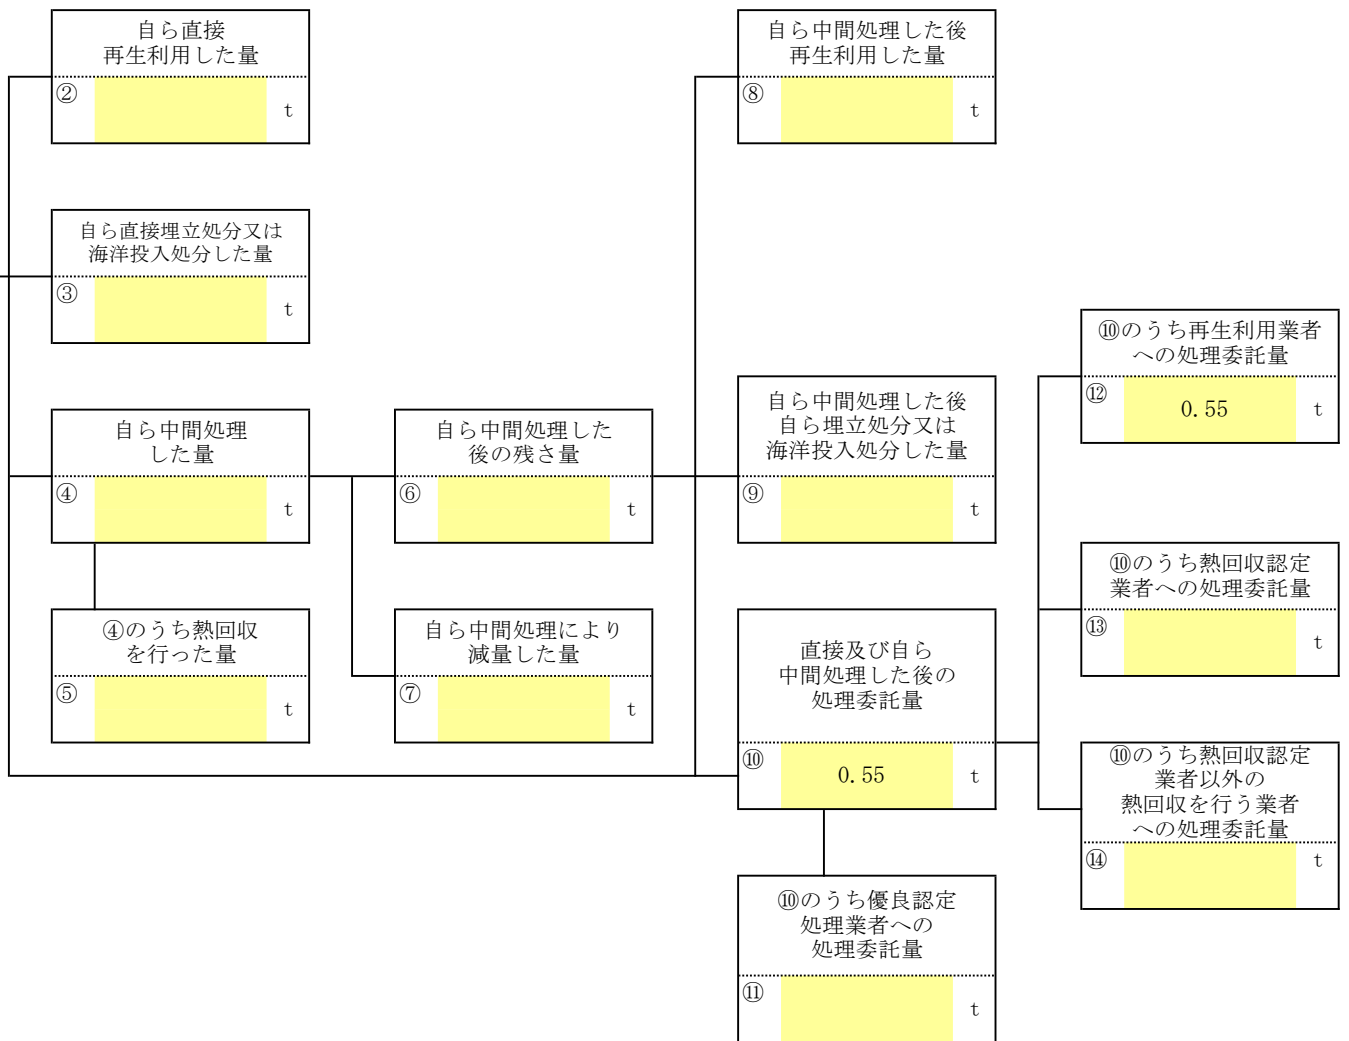 自ら直接
再生利用した量
②
t
自ら直接埋立処分又は
海洋投入処分した量
③
t
自ら中間処理
した量
④
t
④のうち熱回収
を行った量
⑤
t
自ら中間処理した
後の残さ量
⑥
t
自ら中間処理により
減量した量
⑦
t
自ら中間処理した後
再生利用した量
⑧
t
自ら中間処理した後
自ら埋立処分又は
海洋投入処分した量
⑨
t
直接及び自ら
中間処理した後の
処理委託量
⑩ 0.55 t
⑩のうち優良認定
処理業者への
処理委託量
⑪
t
⑩のうち再生利用業者
への処理委託量
⑫ 0.55 t
⑩のうち熱回収認定
業者への処理委託量
⑬
t
⑩のうち熱回収認定
業者以外の
熱回収を行う業者
への処理委託量
⑭
t